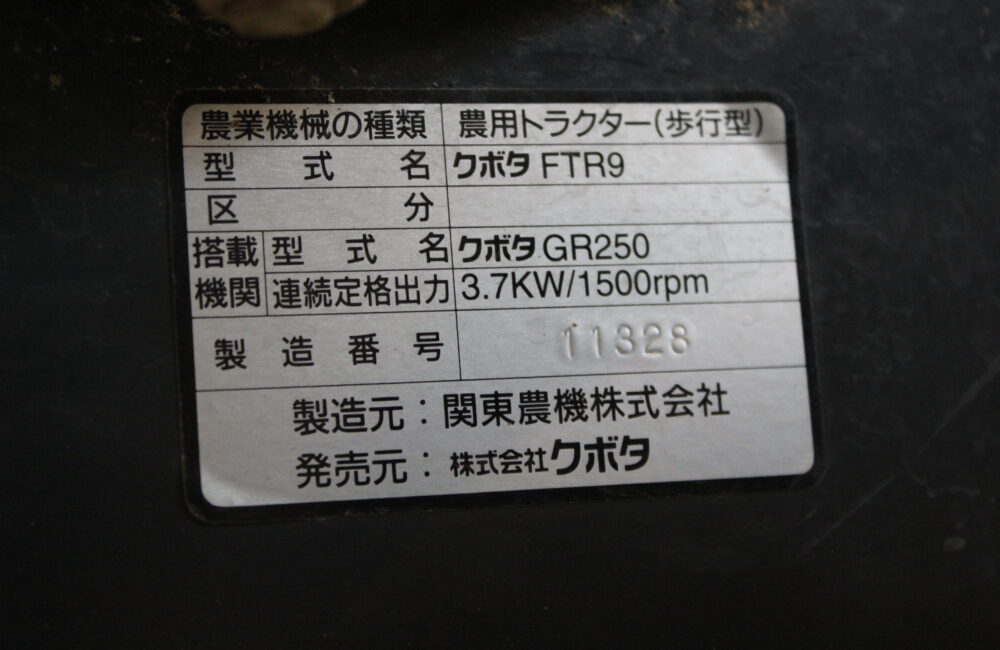 農業機械の種類 農用トラクター(歩行型)
型式名 クボタ FTR9
区分
搭載機関 型式名 クボタ GR250
連続定格出力 3.7KW/1500rpm
製造番号 11328
製造元：関東農機株式会社
発売元：株式会社クボタ